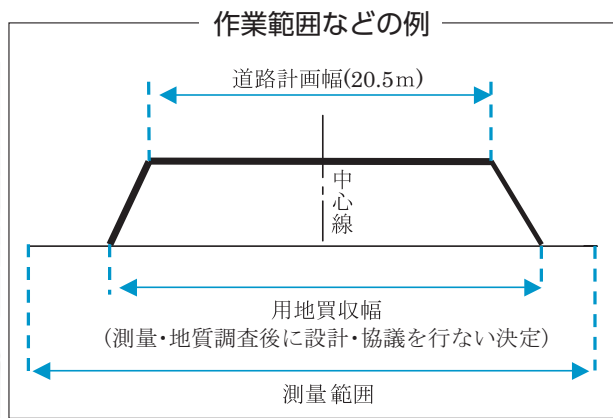 作業範囲などの例
道路計画幅(20.5m)
中心線
用地買収幅
(測量・地質調査後に設計・協議を行ない決定)
測量範囲